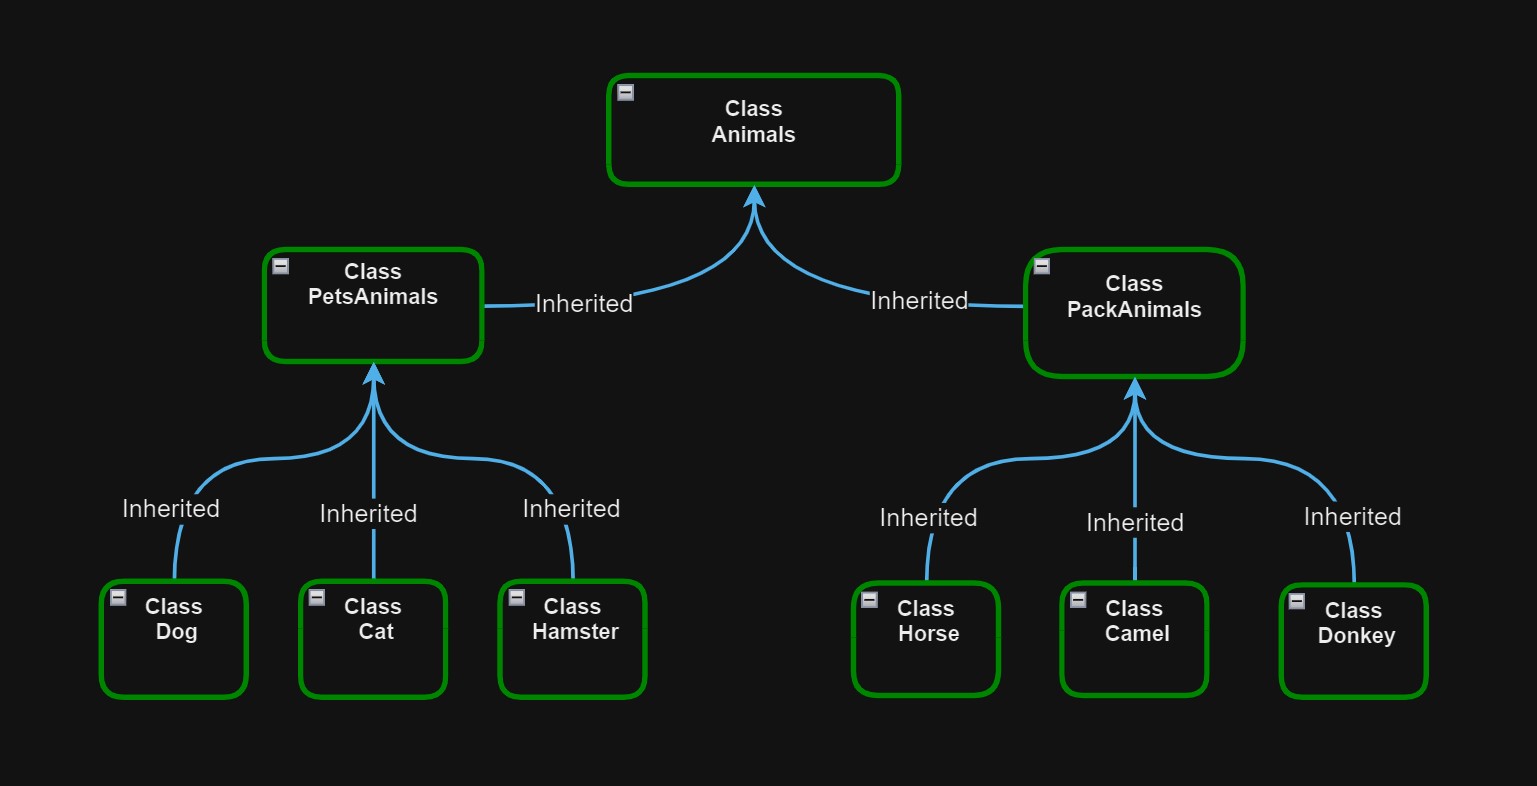 Class
Animals
Class
PetsAnimals
Class
PackAnimals
Inherited
Inherited
Inherited
Inherited
Inherited
Inherited
Inherited
Inherited
Class
Dog
Class
Cat
Class
Hamster
Class
Horse
Class
Camel
Class
Donkey